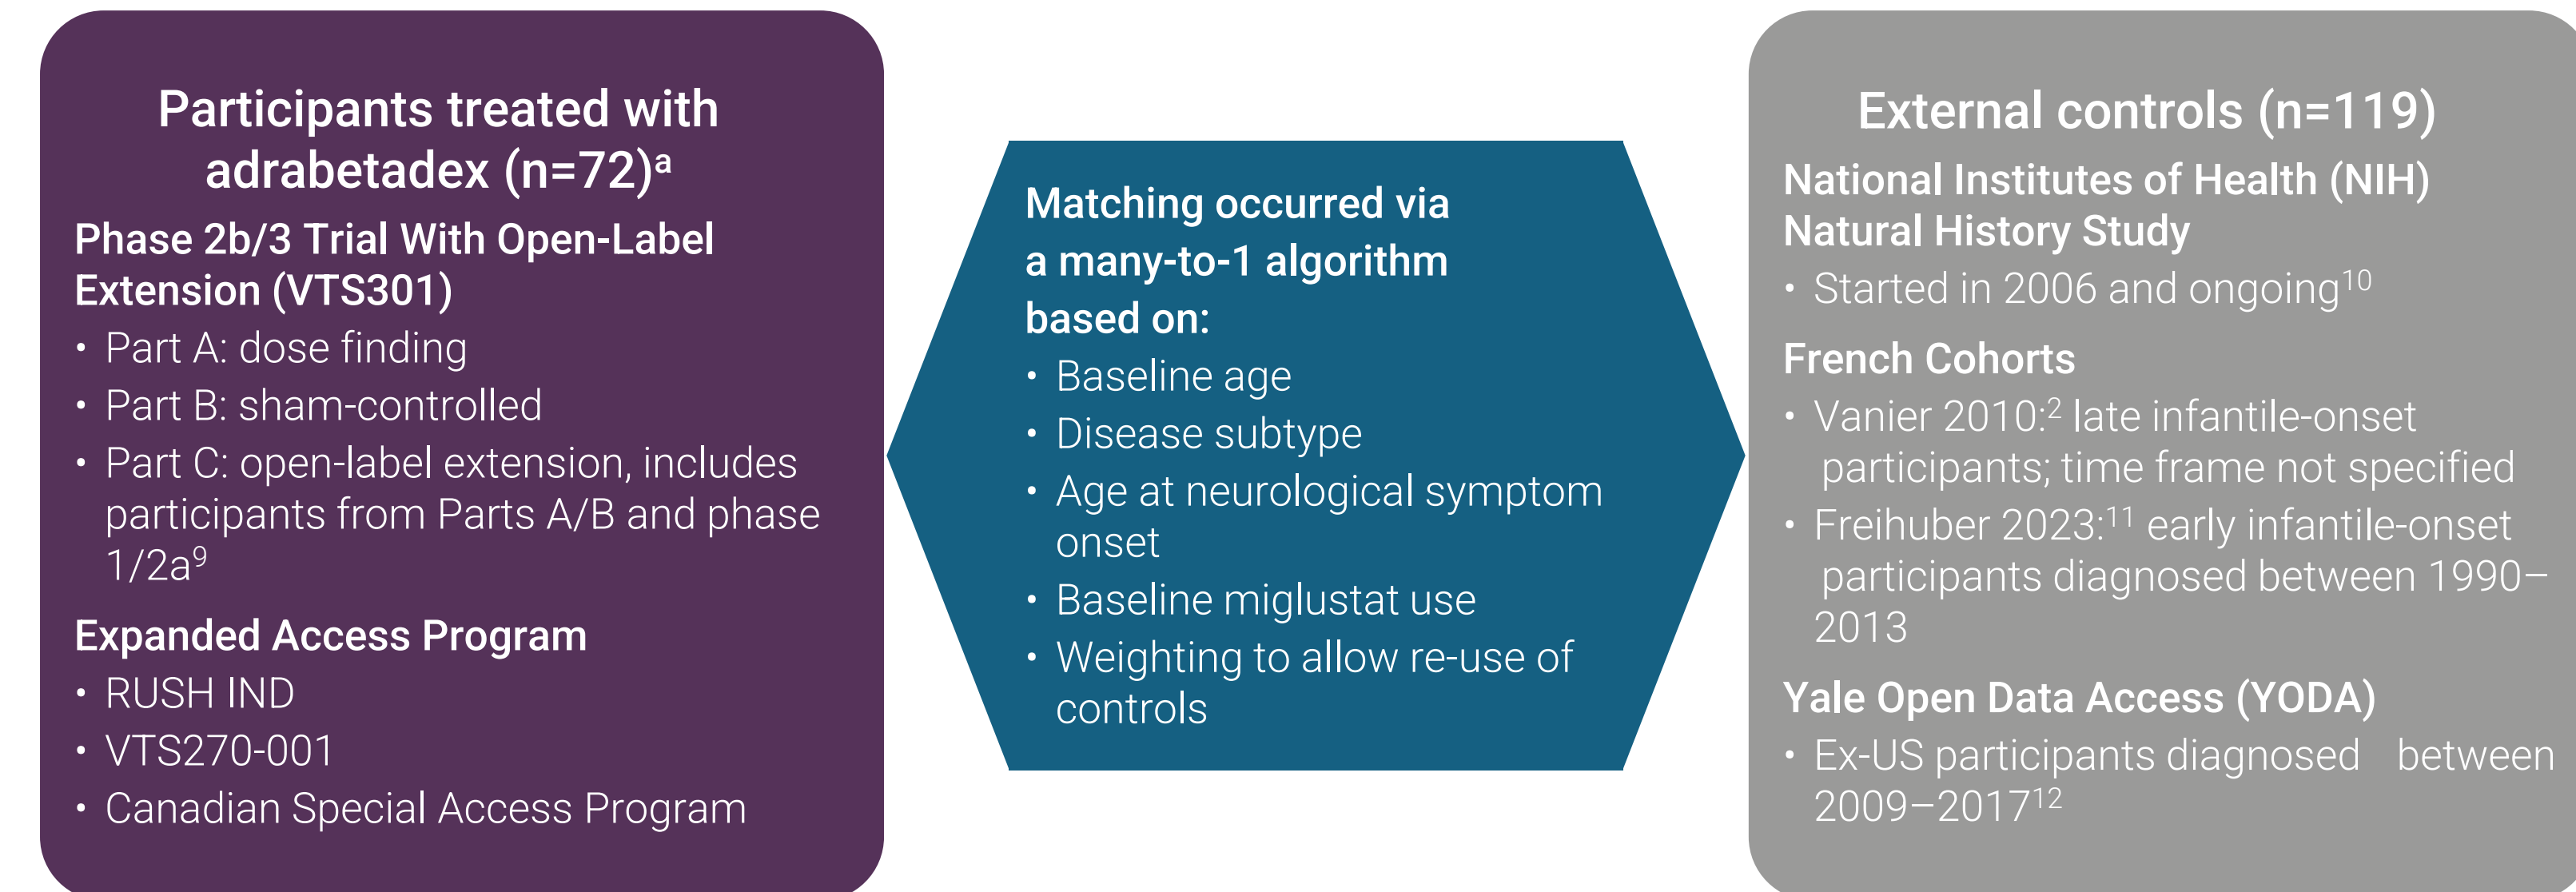 Participants treated with
adrabetadex (n=72)ᵃ
Phase 2b/3 Trial With Open-Label
Extension (VTS301)
• Part A: dose finding
• Part B: sham-controlled
• Part C: open-label extension, includes
participants from Parts A/B and phase
1/2a⁹
Expanded Access Program
• RUSH IND
• VTS270-001
• Canadian Special Access Program
Matching occurred via
a many-to-1 algorithm
based on:
• Baseline age
• Disease subtype
• Age at neurological symptom
onset
• Baseline miglustat use
• Weighting to allow re-use of
controls
External controls (n=119)
National Institutes of Health (NIH)
Natural History Study
• Started in 2006 and ongoing¹⁰
French Cohorts
• Vanier 2010:² late infantile-onset
participants; time frame not specified
• Freihuber 2023:¹¹ early infantile-onset
participants diagnosed between 1990–
2013
Yale Open Data Access (YODA)
• Ex-US participants diagnosed between
2009–2017¹²